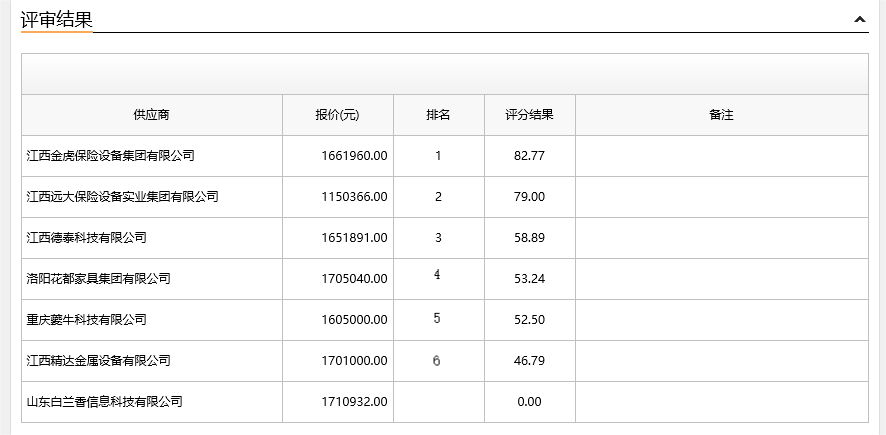 评审结果
供应商 报价(元) 排名 评分结果 备注
江西金虎保险设备集团有限公司 1661960.00 1 82.77
江西远大保险设备实业集团有限公司 1150366.00 2 79.00
江西德泰科技有限公司 1651891.00 3 58.89
洛阳花都家具集团有限公司 1705040.00 4 53.24
重庆夔牛科技有限公司 1605000.00 5 52.50
江西精达金属设备有限公司 1701000.00 6 46.79
山东白兰香信息科技有限公司 1710932.00 0.00